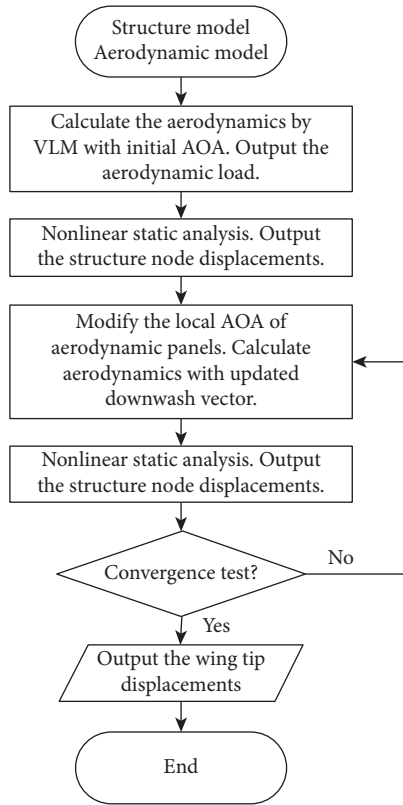 Structure model
Aerodynamic model
Calculate the aerodynamics by
VLM with initial AOA. Output the
aerodynamic load.
Nonlinear static analysis. Output
the structure node displacements.
Modify the local AOA of
aerodynamic panels. Calculate
aerodynamics with updated
downwash vector.
Nonlinear static analysis. Output
the structure node displacements.
Convergence test?
No
Yes
Output the wing tip
displacements
End